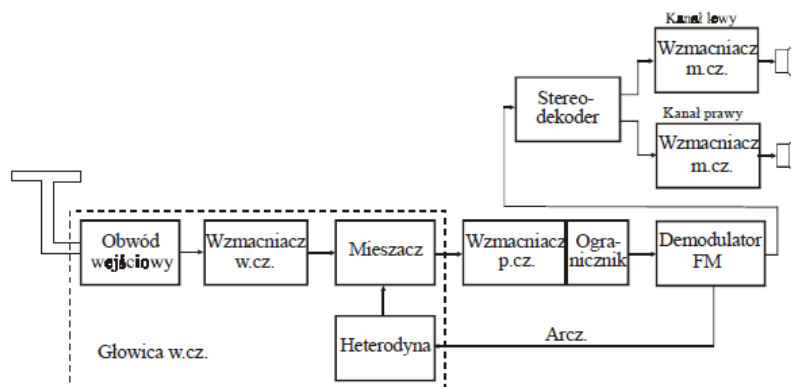 Kanał lewy
Wzmacniacz
m.cz.
Stereo-
dekoder
Kanał prawy
Wzmacniacz
m.cz.
Obwód
wejściowy
Wzmacniacz
w.cz.
Mieszacz
Wzmacniacz
p.cz.
Ogra-
nicznik
Demodulator
FM
Heterodyna
Arcz.
Głowica w.cz.